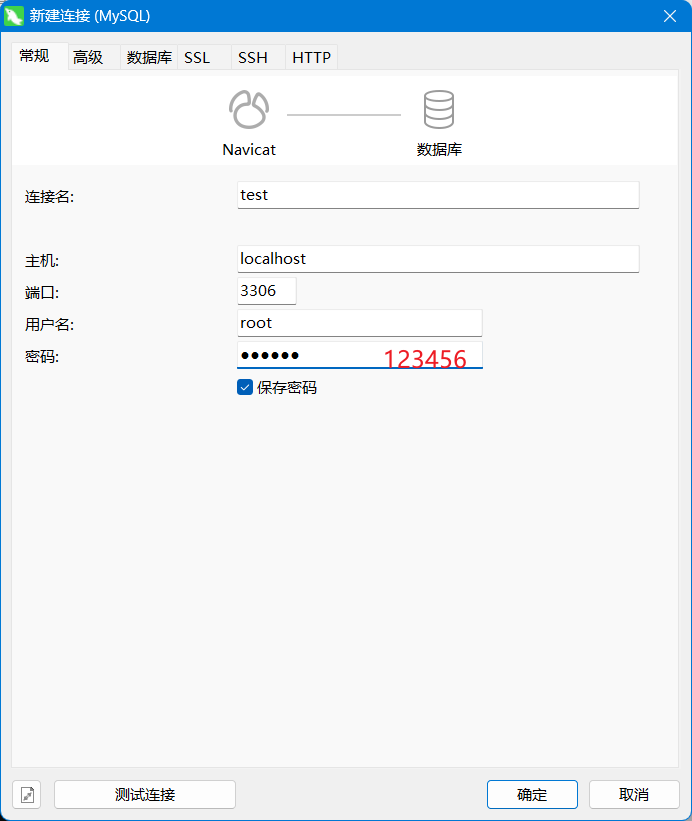 新建连接 (MySQL)
常规 高级 数据库 SSL SSH HTTP
Navicat 数据库
连接名: test
主机: localhost
端口: 3306
用户名: root
密码: •••••• 123456
保存密码
测试连接 确定 取消